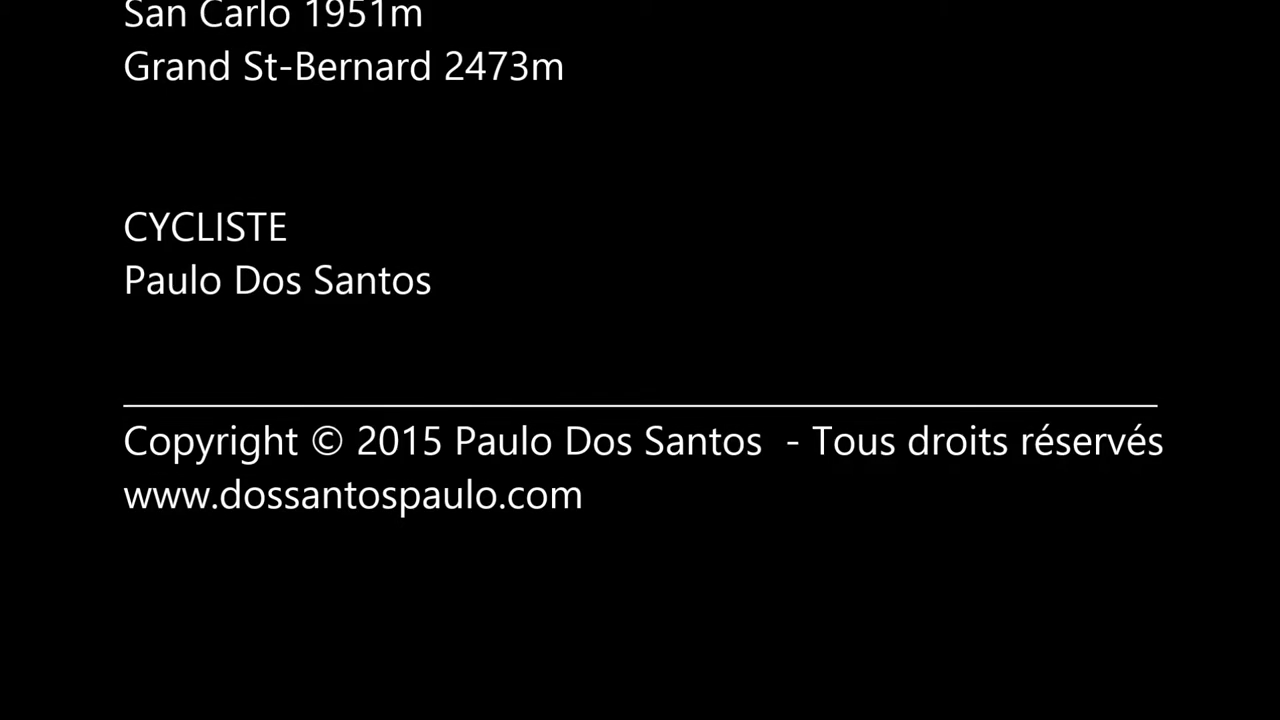 San Carlo 1951m
Grand St-Bernard 2473m
CYCLISTE
Paulo Dos Santos
Copyright © 2015 Paulo Dos Santos  - Tous droits réservés
www.dossantospaulo.com